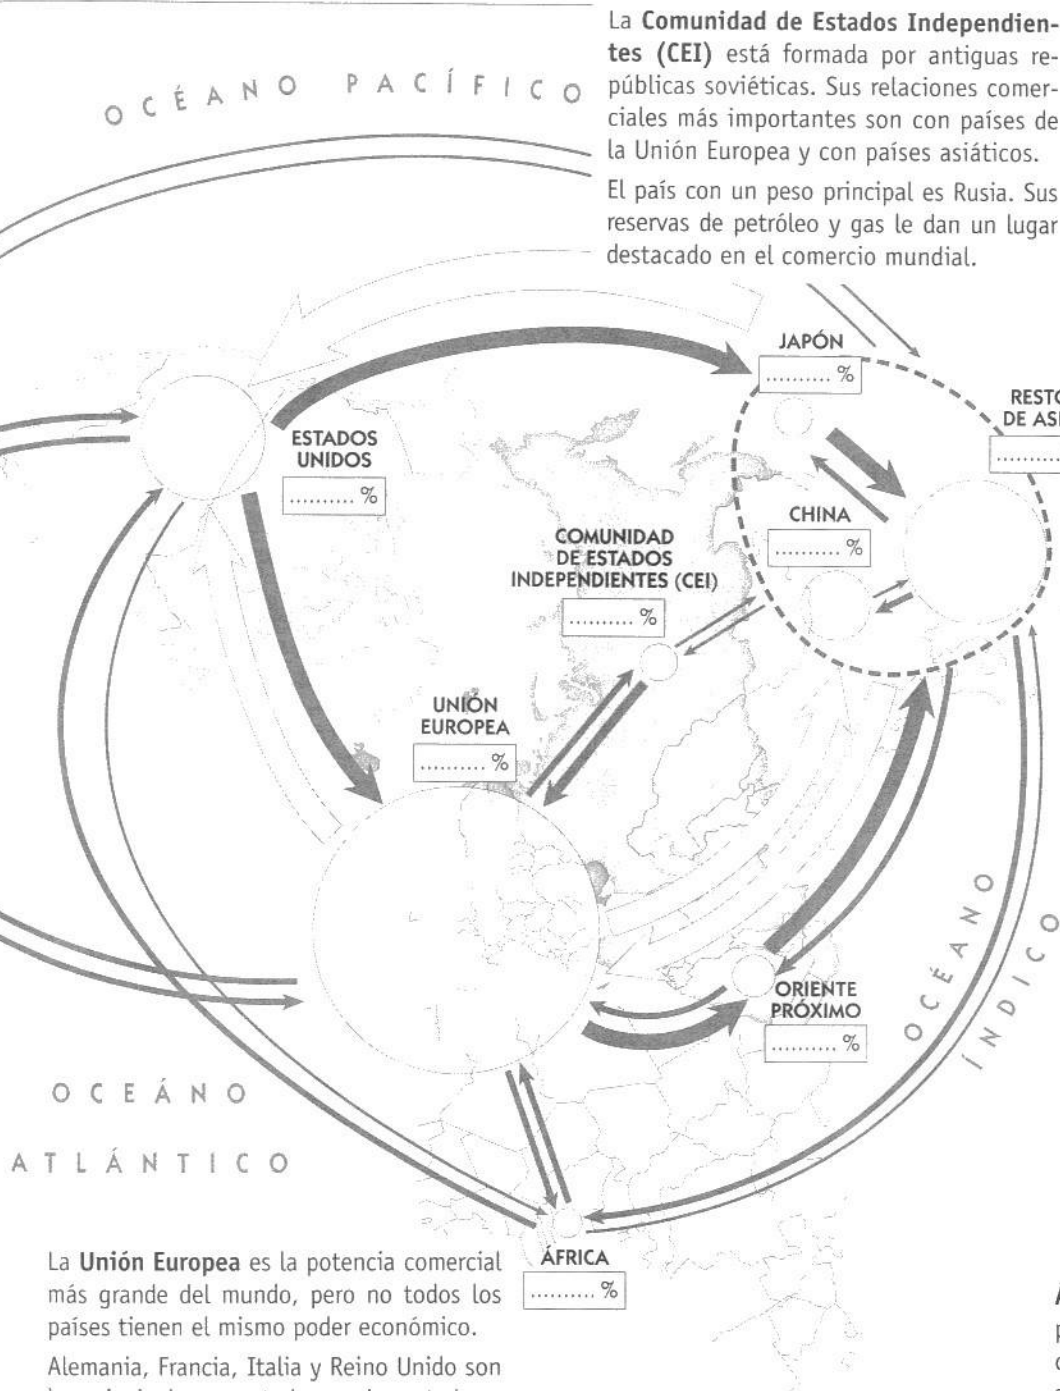 La Comunidad de Estados Independien-
tes (CEI) está formada por antiguas re-
públicas soviéticas. Sus relaciones comer-
ciales más importantes son con países de
la Unión Europea y con países asiáticos.
El país con un peso principal es Rusia. Sus
reservas de petróleo y gas le dan un lugar
destacado en el comercio mundial.
OCÉANO PACÍFICO
JAPÓN
.......... %
RESTO
DE
..........
ESTADOS
UNIDOS
.......... %
CHINA
.......... %
COMUNIDAD
DE ESTADOS
INDEPENDIENTES (CEI)
.......... %
UNIÓN
EUROPEA
.......... %
OCÉANO
ÍNDICO
ORIENTE
PRÓXIMO
.......... %
OCEÁNO
ATLÁNTICO
ÁFRICA
.......... %
La Unión Europea es la potencia comercial
más grande del mundo, pero no todos los
países tienen el mismo poder económico.
Alemania, Francia, Italia y Reino Unido son